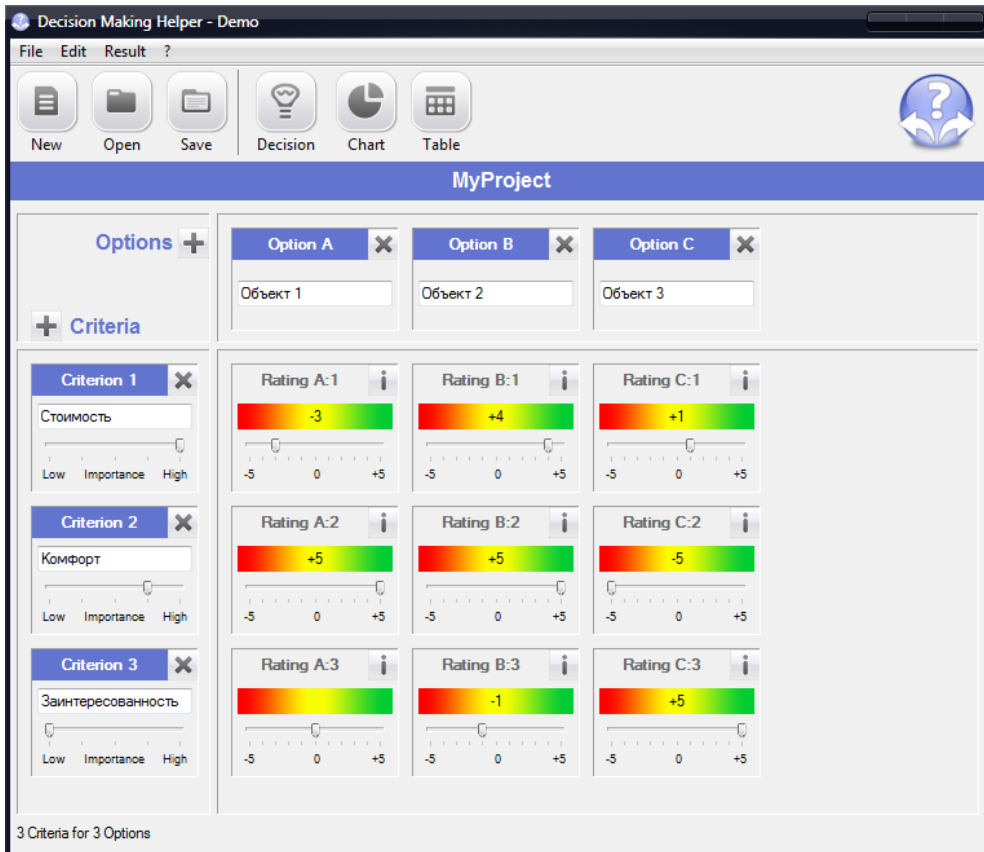 Decision Making Helper - Demo
File Edit Result ?
New Open Save Decision Chart Table
MyProject
Options
Option A Option B Option C
Объект 1 Объект 2 Объект 3
Criteria
Criterion 1 Rating A:1 i Rating B:1 i Rating C:1 i
Стоимость -3 +4 +1
Low Importance High -5 0 +5 -5 0 +5 -5 0 +5
Criterion 2 Rating A:2 i Rating B:2 i Rating C:2 i
Комфорт +5 +5 -5
Low Importance High -5 0 +5 -5 0 +5 -5 0 +5
Criterion 3 Rating A:3 i Rating B:3 i Rating C:3 i
Заинтересованность -1 +5
Low Importance High -5 0 +5 -5 0 +5 -5 0 +5
3 Criteria for 3 Options